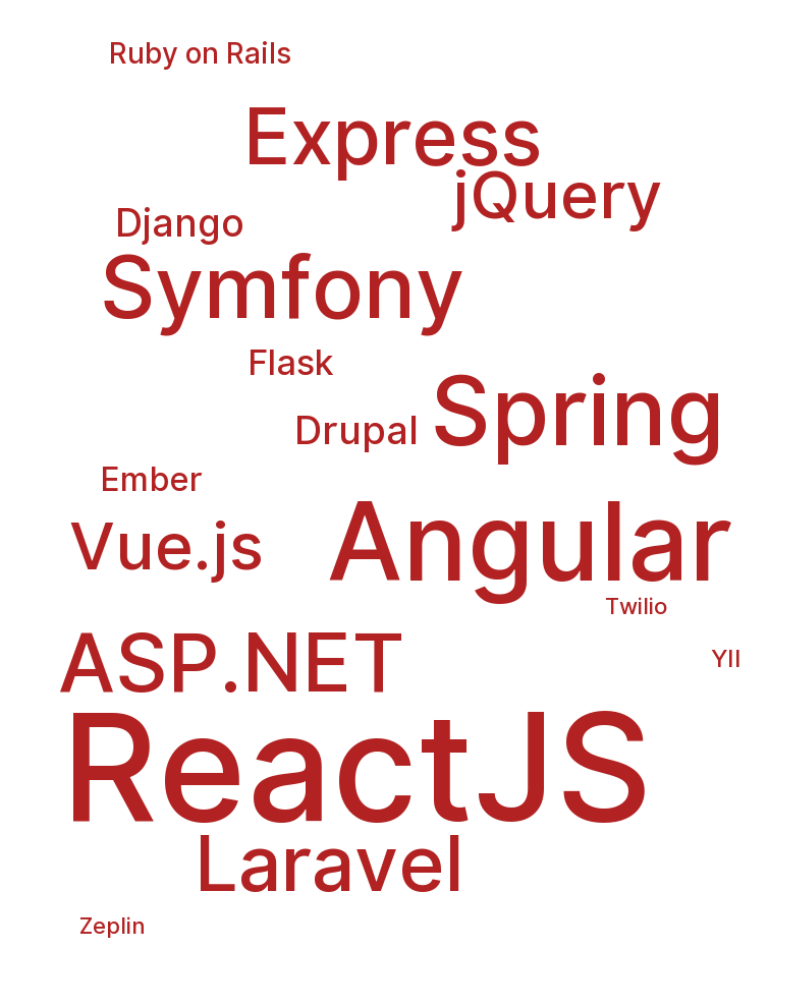 Ruby on Rails
Express
jQuery
Django
Symfony
Flask
Spring
Drupal
Ember
Vue.js
Angular
Twilio
ASP.NET
YII
ReactJS
Laravel
Zeplin